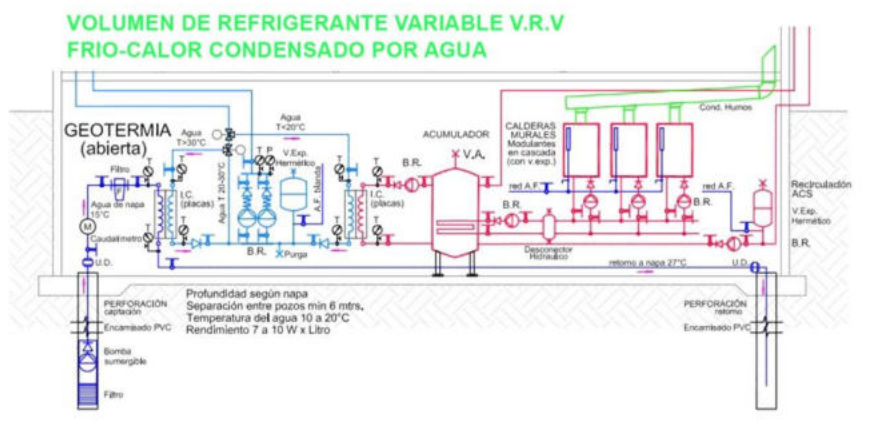 VOLUMEN DE REFRIGERANTE VARIABLE V.R.V
FRIO-CALOR CONDENSADO POR AGUA
GEOTERMIA
(abierta)
Agua
T>30°C
Agua
T<20°C
Filtro
F
Agua de napa
15°C
M
Caudalímetro
U.D.
T
T
T
T
I.C.
(placas)
Agua T 20-30°C
T P
V.Exp.
Hermético
A.F. blanda
B.R.
Purga
T
T
T
I.C.
(placas)
B.R.
ACUMULADOR
V.A.
B.R.
Desconector
Hidraulico
CALDERAS
MURALES
Modulantes
en cascada
(con v.exp.)
red A.F.
Cond. Humos
red A.F.
B.R.
Recirculación
ACS
V.Exp.
Hermético
B.R.
retorno a napa 27°C
U.D.
PERFORACIÓN
captación
Encamisado PVC
Bomba
sumergible
Filtro
Profundidad según napa
Separación entre pozos min 6 mtrs.
Temperatura del agua 10 a 20°C
Rendimiento 7 a 10 W x Litro
PERFORACIÓN
retorno
Encamisado PVC